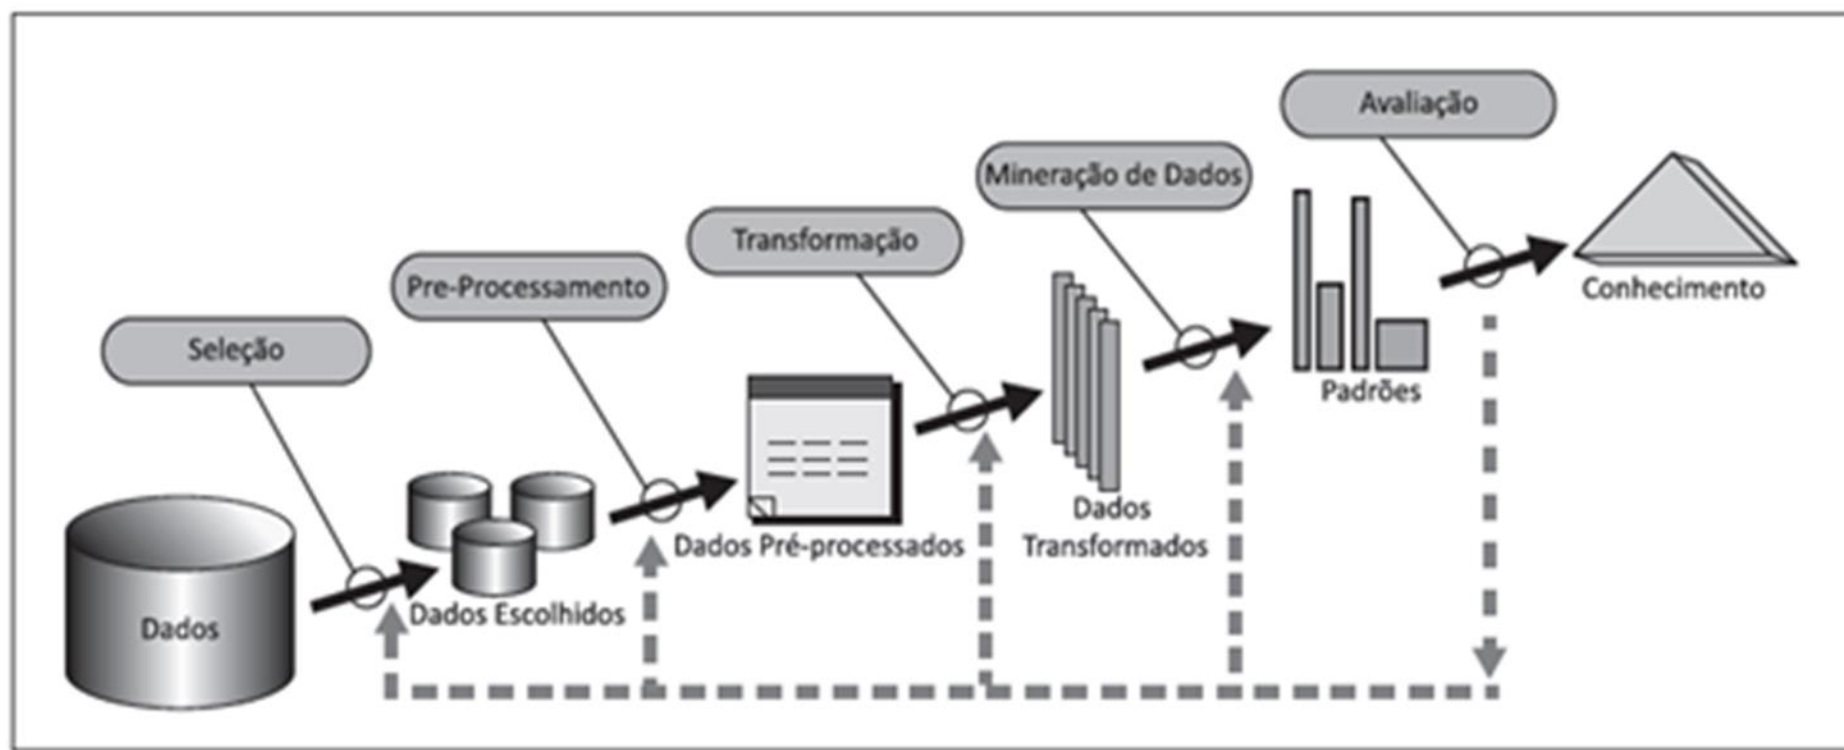 Avaliação
Mineração de Dados
Transformação
Pre-Processamento
Seleção
Conhecimento
Padrões
Dados
Transformados
Dados Pré-processados
Dados Escolhidos
Dados